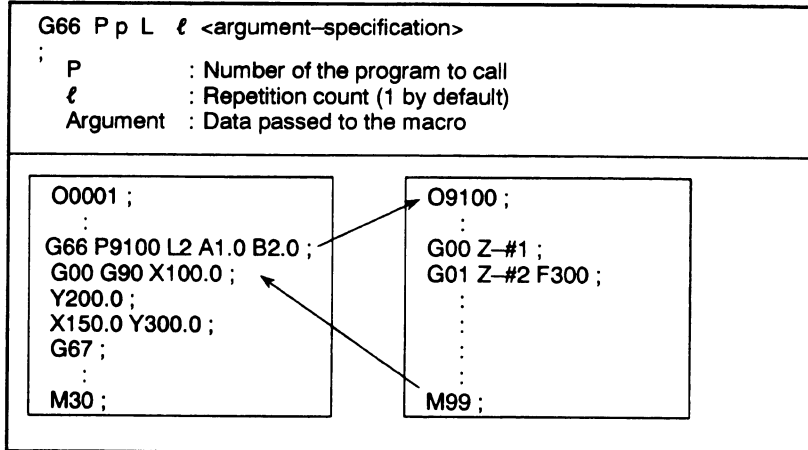 G66 P p L ℓ <argument–specification>
;
P : Number of the program to call
ℓ : Repetition count (1 by default)
Argument : Data passed to the macro
O0001 ;
:
G66 P9100 L2 A1.0 B2.0 ;
G00 G90 X100.0 ;
Y200.0 ;
X150.0 Y300.0 ;
G67 ;
:
M30 ;
O9100 ;
:
G00 Z–#1 ;
G01 Z–#2 F300 ;
:
:
:
:
M99 ;